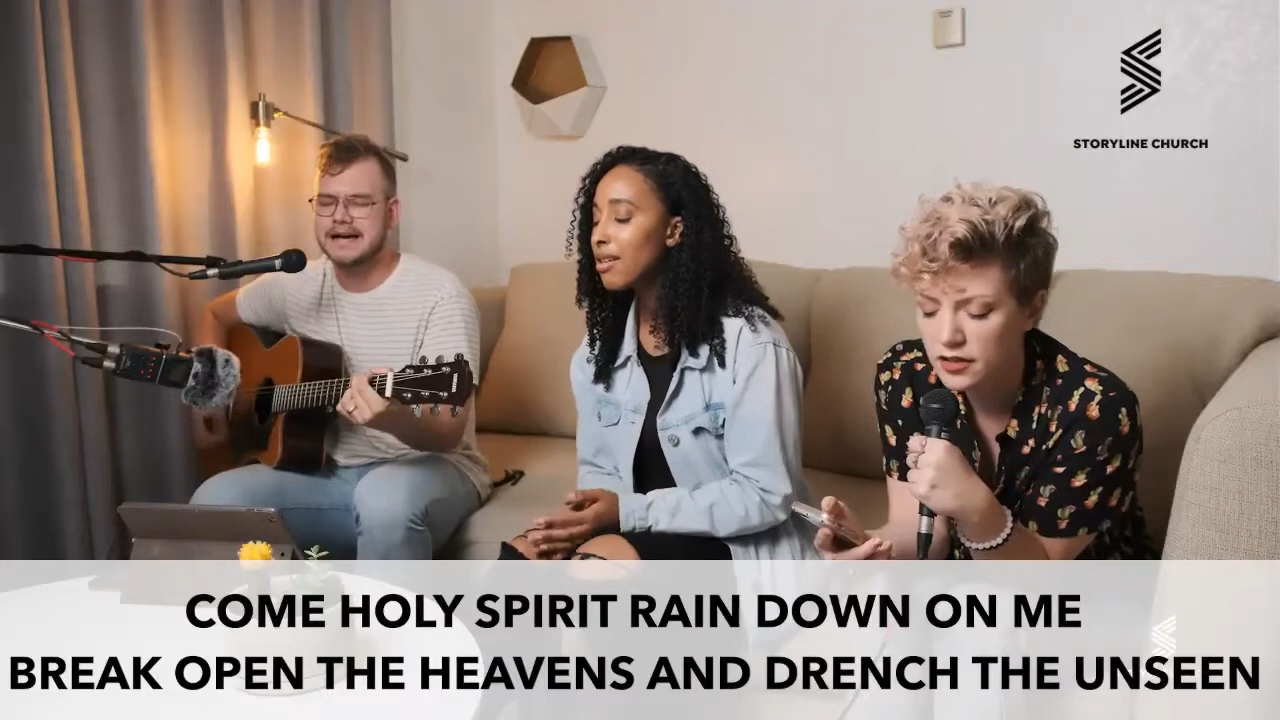 STORYLINE CHURCH
COME HOLY SPIRIT RAIN DOWN ON ME
BREAK OPEN THE HEAVENS AND DRENCH THE UNSEEN